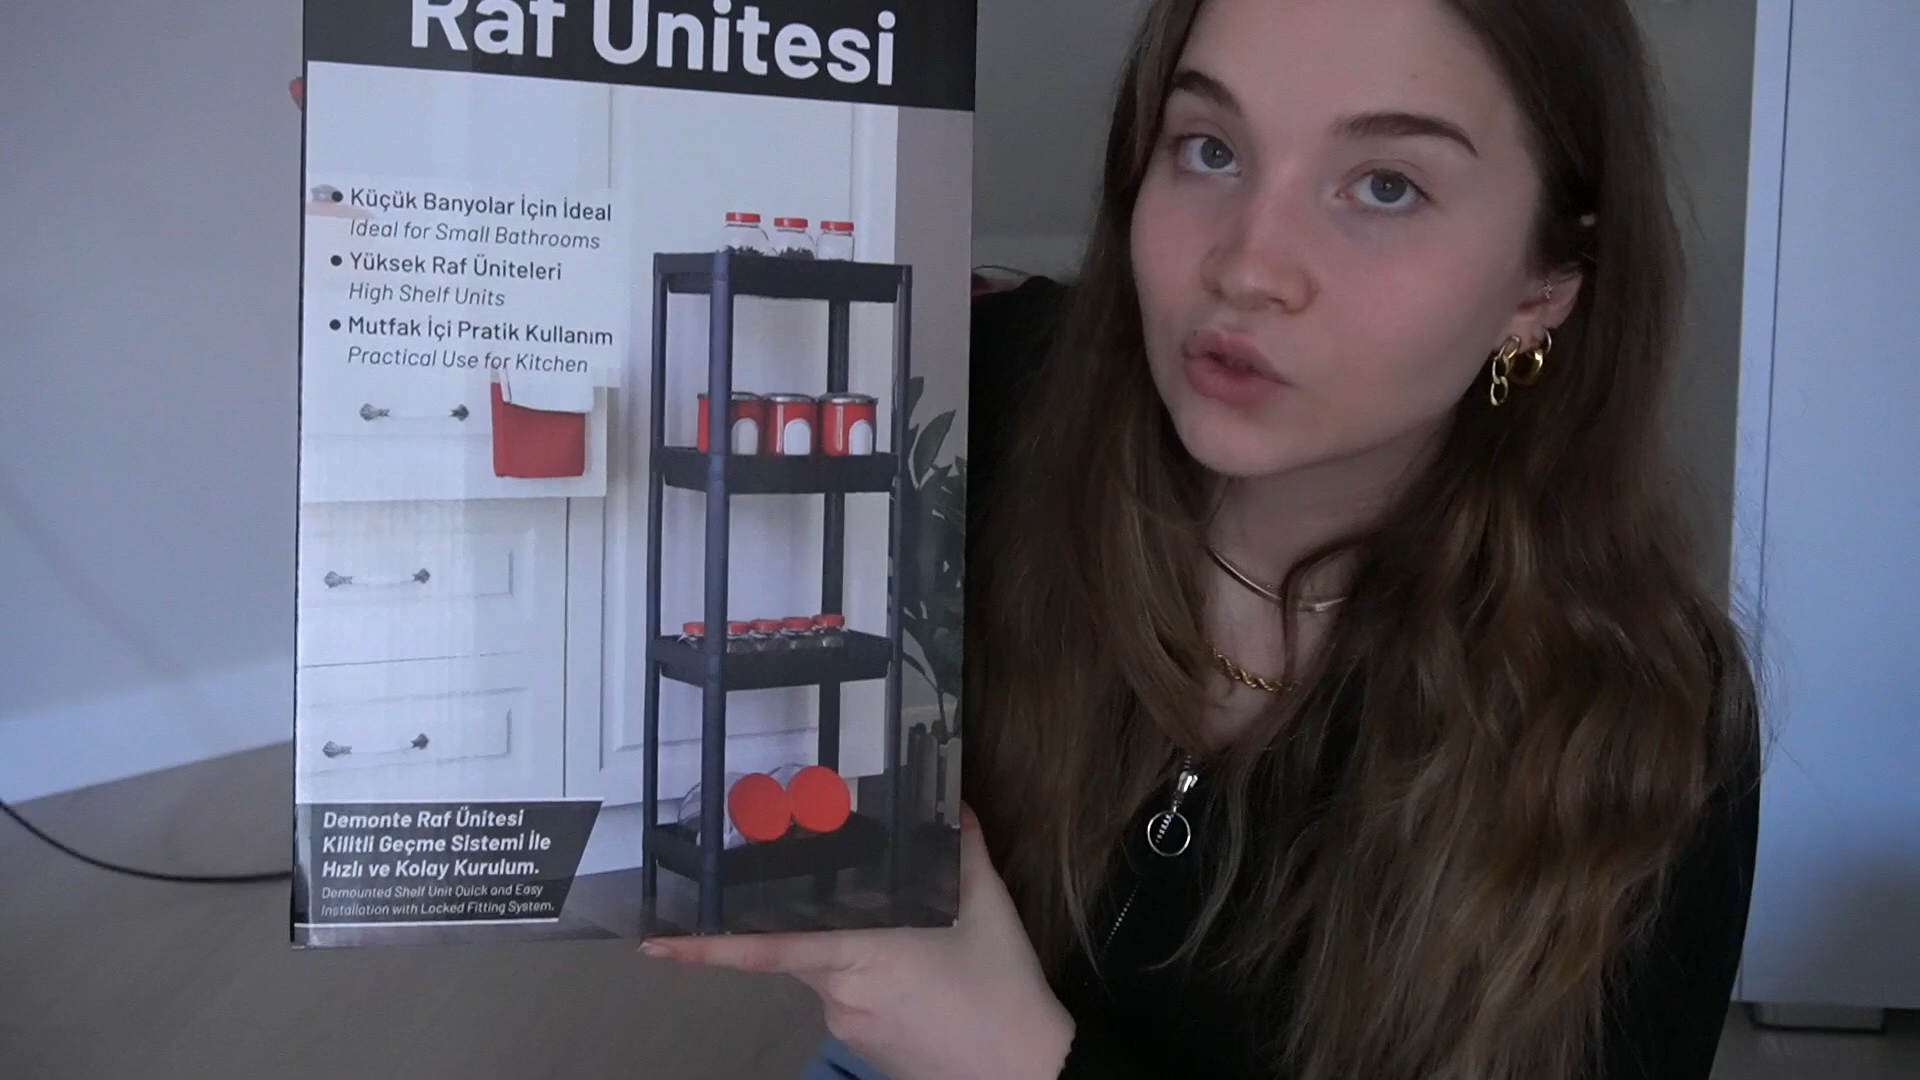 Raf Ünitesi
• Küçük Banyolar İçin İdeal
Ideal for Small Bathrooms
• Yüksek Raf Üniteleri
High Shelf Units
• Mutfak İçi Pratik Kullanım
Practical Use for Kitchen
Demonte Raf Ünitesi
Kilitli Geçme Sistemi İle
Hızlı ve Kolay Kurulum.
Demounted Shelf Unit Quick and Easy
Installation with Locked Fitting System.